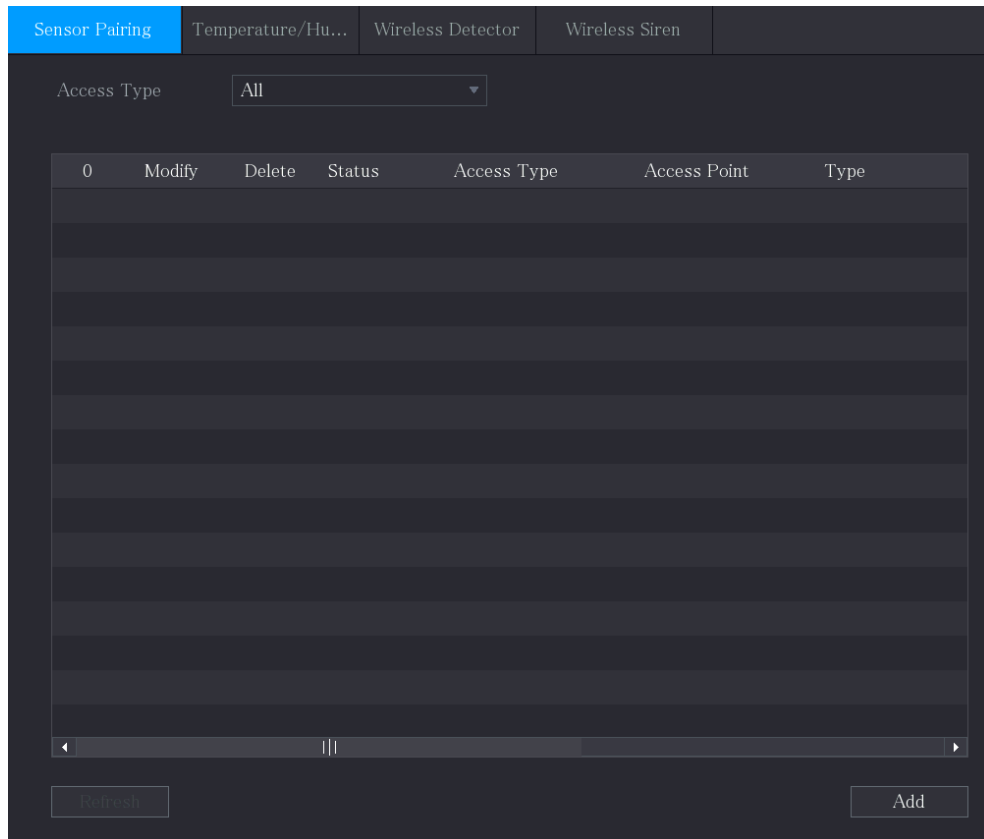 Sensor Pairing Temperature/Hu... Wireless Detector Wireless Siren
Access Type All
0 Modify Delete Status Access Type Access Point Type
Refresh Add